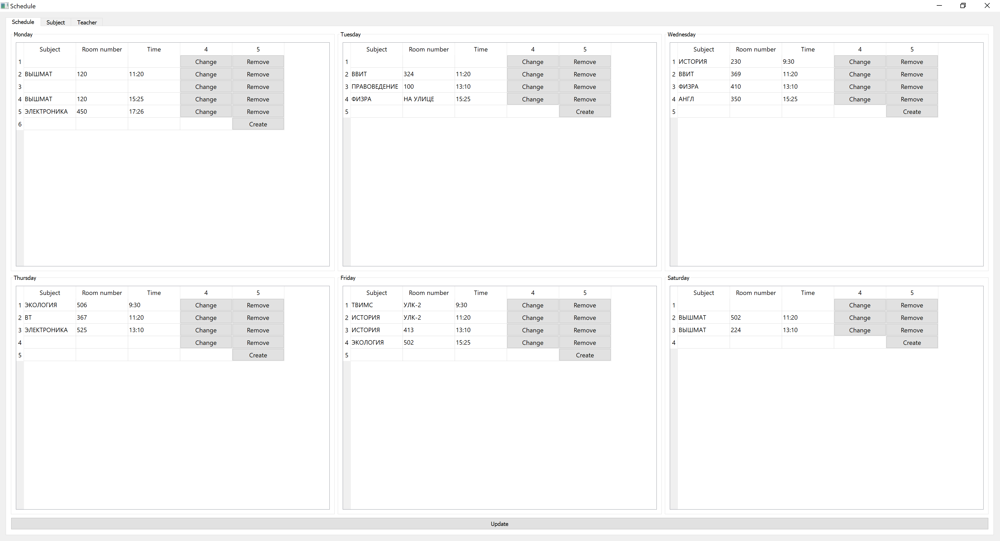 Schedule
Schedule Subject Teacher
Monday
Subject Room number Time 4 5
1 Change Remove
2 ВЫШМАТ 120 11:20 Change Remove
3 Change Remove
4 ВЫШМАТ 120 15:25 Change Remove
5 ЭЛЕКТРОНИКА 450 17:26 Change Remove
6 Create
Tuesday
Subject Room number Time 4 5
1 Change Remove
2 ВВИТ 324 11:20 Change Remove
3 ПРАВОВЕДЕНИЕ 100 13:10 Change Remove
4 ФИЗРА НА УЛИЦЕ 15:25 Change Remove
5 Create
Wednesday
Subject Room number Time 4 5
1 ИСТОРИЯ 230 9:30 Change Remove
2 ВВИТ 369 11:20 Change Remove
3 ФИЗРА 410 13:10 Change Remove
4 АНГЛ 350 15:25 Change Remove
5 Create
Thursday
Subject Room number Time 4 5
1 ЭКОЛОГИЯ 506 9:30 Change Remove
2 ВТ 367 11:20 Change Remove
3 ЭЛЕКТРОНИКА 525 13:10 Change Remove
4 Change Remove
5 Create
Friday
Subject Room number Time 4 5
1 ТВИМС УЛК-2 9:30 Change Remove
2 ИСТОРИЯ УЛК-2 11:20 Change Remove
3 ИСТОРИЯ 413 13:10 Change Remove
4 ЭКОЛОГИЯ 502 15:25 Change Remove
5 Create
Saturday
Subject Room number Time 4 5
1 Change Remove
2 ВЫШМАТ 502 11:20 Change Remove
3 ВЫШМАТ 224 13:10 Change Remove
4 Create
Update